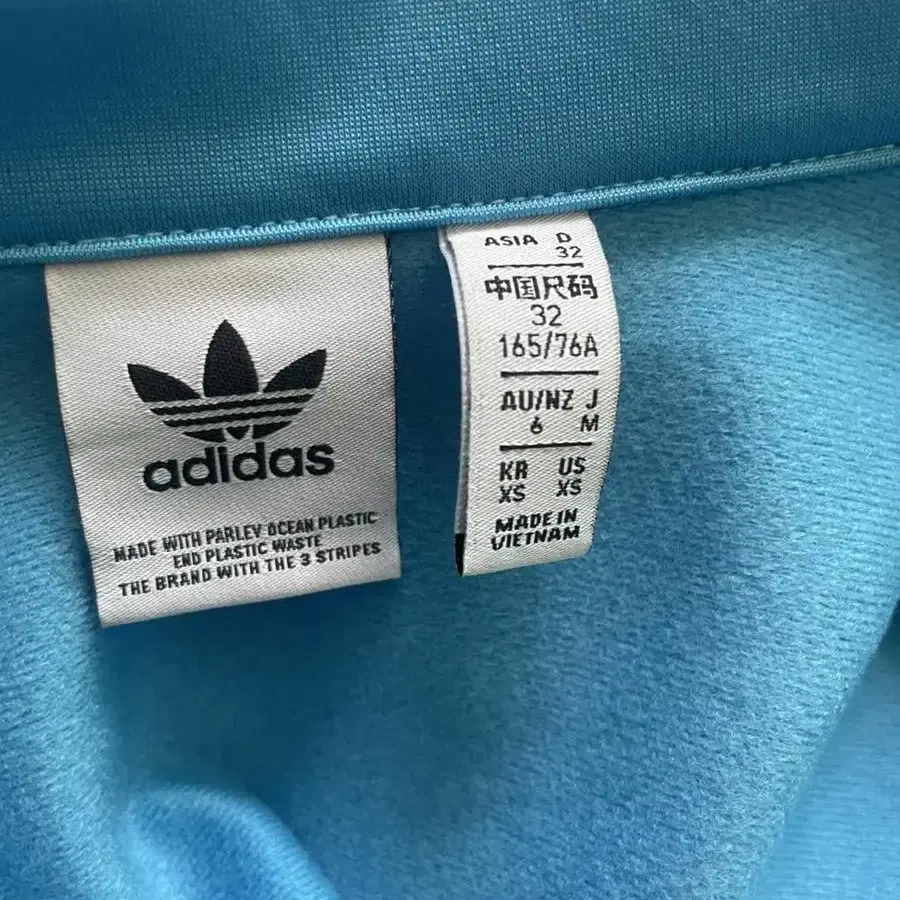 adidas
MADE WITH PARLEY OCEAN PLASTIC
END PLASTIC WASTE
THE BRAND WITH THE 3 STRIPES
ASIA D
32
中国尺码
32
165/76A
AU/NZ J
6 M
KR US
XS XS
MADE IN
VIETNAM